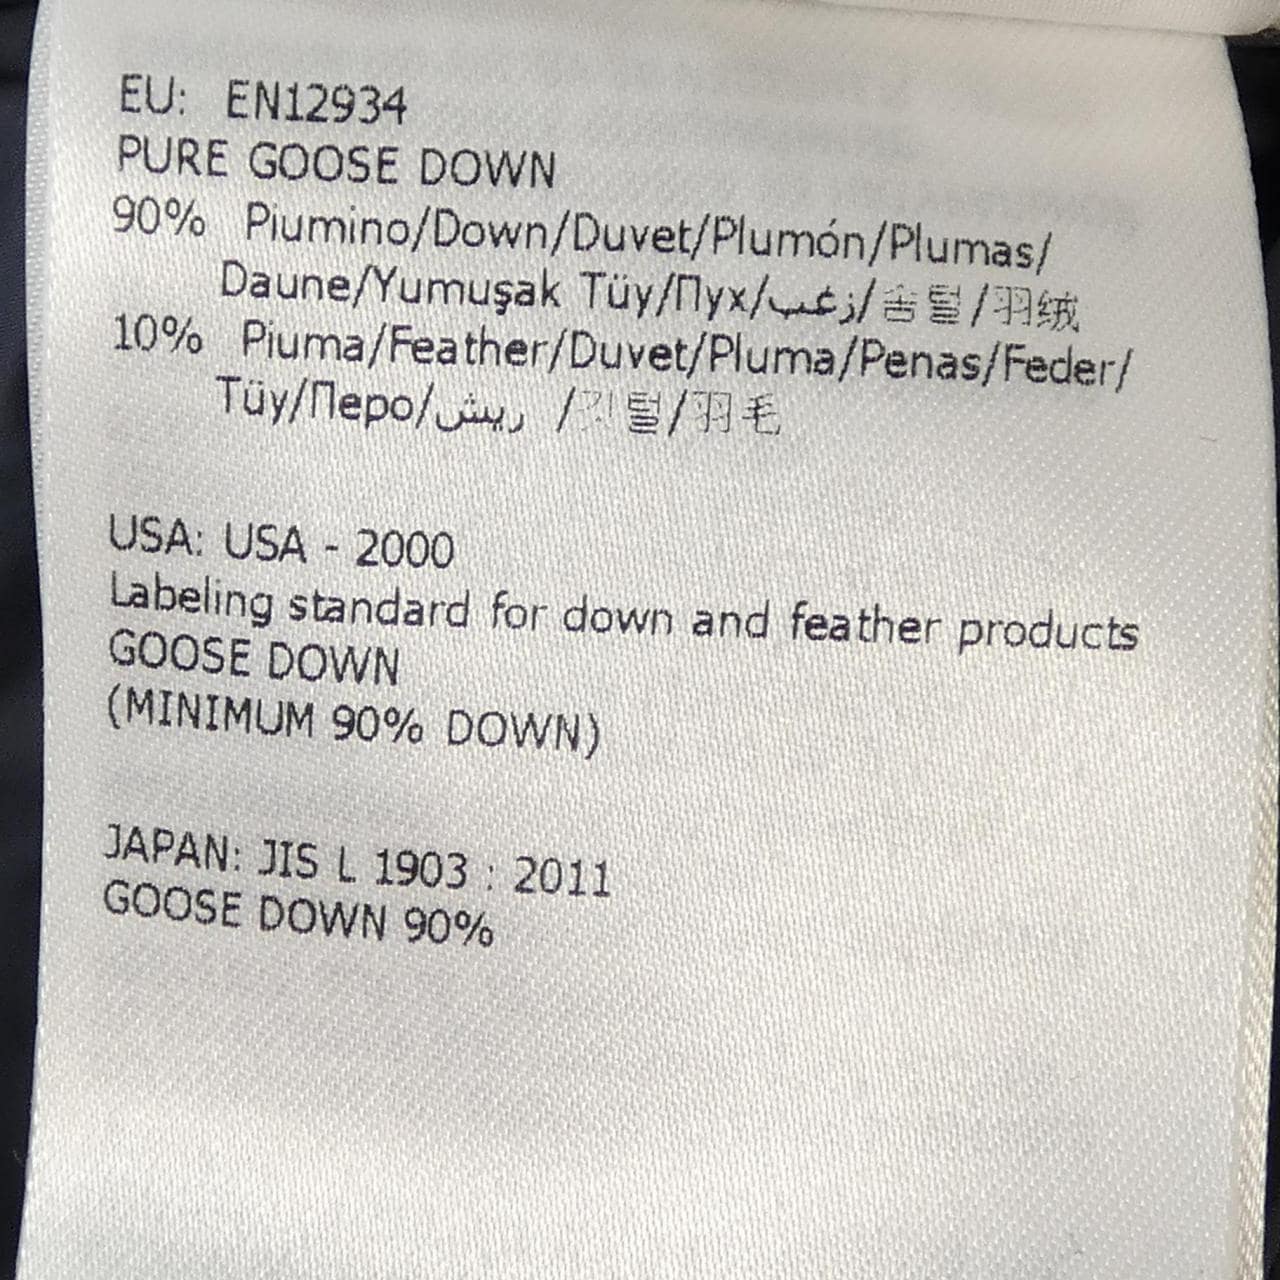 EU: EN12934
PURE GOOSE DOWN
90% Piumino/Down/Duvet/Plumón/Plumas/
Daune/Yumuşak Tüy/Пух/زغب/솜털/羽绒
10% Piuma/Feather/Duvet/Pluma/Penas/Feder/
Tüy/Перо/ريش /깃털/羽毛
USA: USA - 2000
Labeling standard for down and feather products
GOOSE DOWN
(MINIMUM 90% DOWN)
JAPAN: JIS L 1903 : 2011
GOOSE DOWN 90%